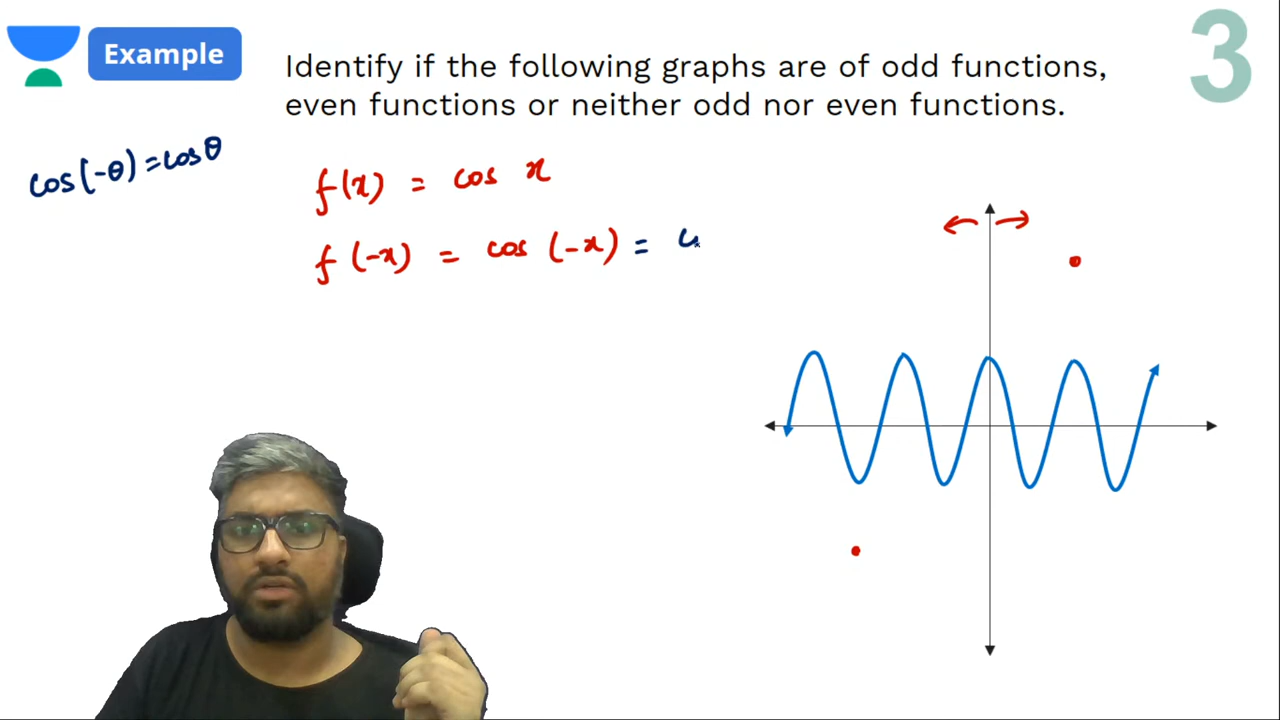 Example
Identify if the following graphs are of odd functions,
even functions or neither odd nor even functions.
3
cos(-θ)=cosθ
f(x) = cos x
f(-x) = cos(-x) =